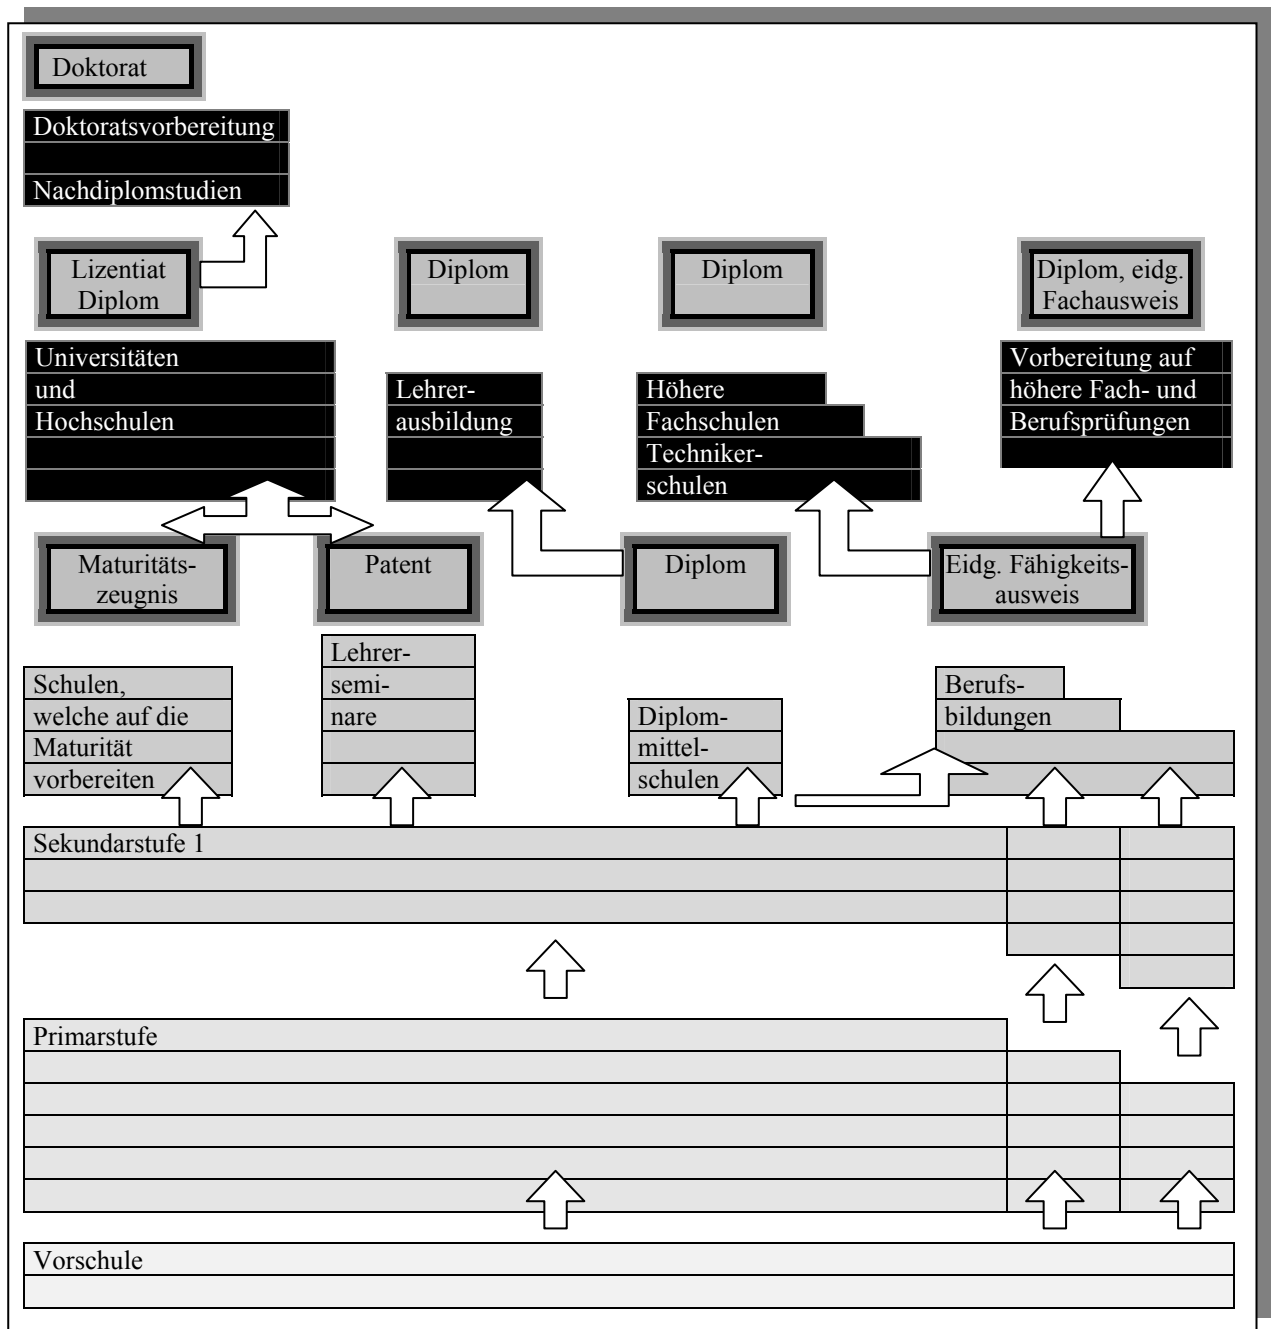 Doktorat
Doktoratsvorbereitung
Nachdiplomstudien
Lizentiat
Diplom
Diplom
Diplom
Diplom, eidg.
Fachausweis
Universitäten
und
Hochschulen
Lehrer-
ausbildung
Höhere
Fachschulen
Techniker-
schulen
Vorbereitung auf
höhere Fach- und
Berufsprüfungen
Maturitäts-
zeugnis
Patent
Diplom
Eidg. Fähigkeits-
ausweis
Schulen,
welche auf die
Maturität
vorbereiten
Lehrer-
semi-
nare
Diplom-
mittel-
schulen
Berufs-
bildungen
Sekundarstufe 1
Primarstufe
Vorschule